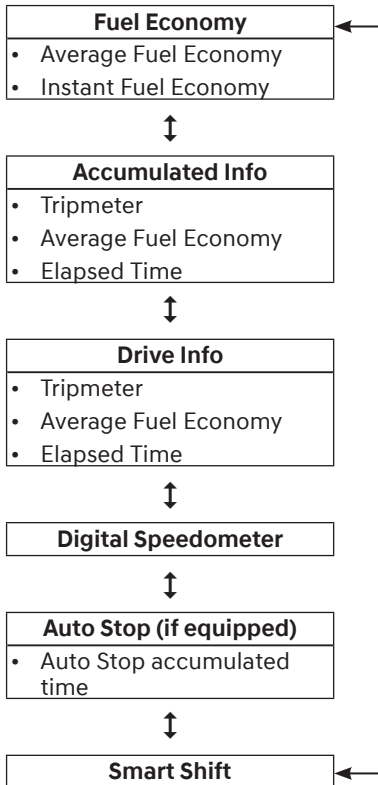 Fuel Economy
• Average Fuel Economy
• Instant Fuel Economy
Accumulated Info
• Tripmeter
• Average Fuel Economy
• Elapsed Time
Drive Info
• Tripmeter
• Average Fuel Economy
• Elapsed Time
Digital Speedometer
Auto Stop (if equipped)
• Auto Stop accumulated
time
Smart Shift